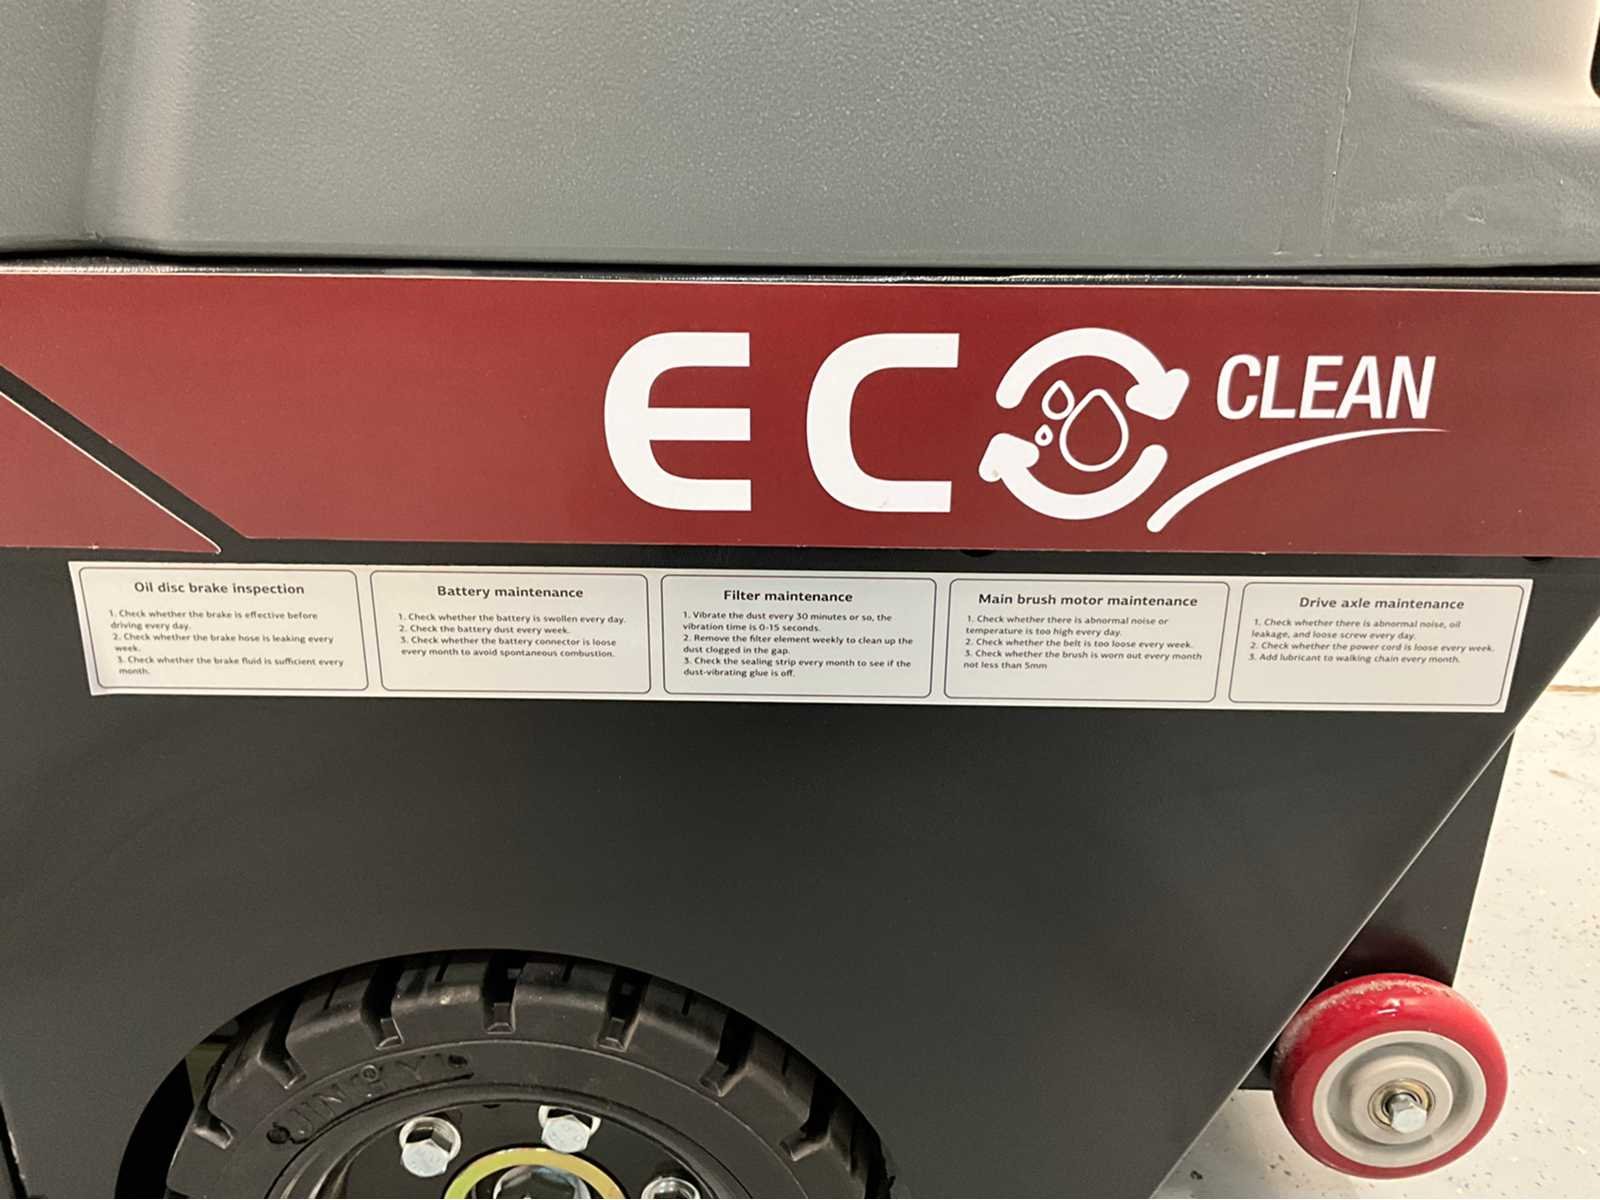 ECO CLEAN
Oil disc brake inspection
1. Check whether the brake is effective before
driving every day.
2. Check whether the brake hose is leaking every
week.
3. Check whether the brake fluid is sufficient every
month.
Battery maintenance
1. Check whether the battery is swollen every day.
2. Check the battery dust every week.
3. Check whether the battery connector is loose
every month to avoid spontaneous combustion.
Filter maintenance
1. Vibrate the dust every 30 minutes or so, the
vibration time is 0-15 seconds.
2. Remove the filter element weekly to clean up the
dust clogged in the gap.
3. Check the sealing strip every month to see if the
dust-vibrating glue is off.
Main brush motor maintenance
1. Check whether there is abnormal noise or
temperature is too high every day.
2. Check whether the belt is too loose every week.
3. Check whether the brush is worn out every month
not less than 5mm
Drive axle maintenance
1. Check whether there is abnormal noise, oil
leakage, and loose screw every day.
2. Check whether the power cord is loose every week.
3. Add lubricant to walking chain every month.